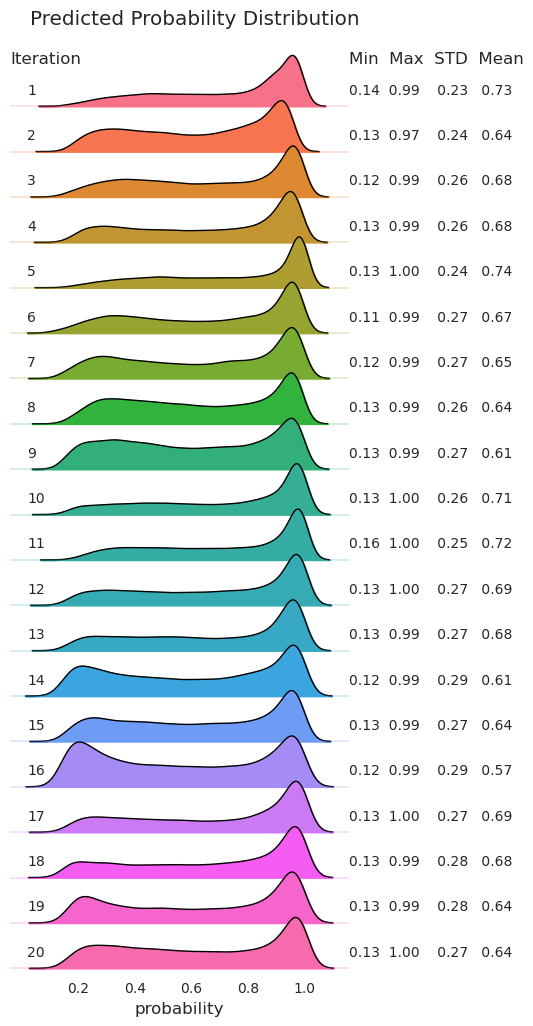 Predicted Probability Distribution
Iteration Min Max STD Mean
1 0.14 0.99 0.23 0.73
2 0.13 0.97 0.24 0.64
3 0.12 0.99 0.26 0.68
4 0.13 0.99 0.26 0.68
5 0.13 1.00 0.24 0.74
6 0.11 0.99 0.27 0.67
7 0.12 0.99 0.27 0.65
8 0.13 0.99 0.26 0.64
9 0.13 0.99 0.27 0.61
10 0.13 1.00 0.26 0.71
11 0.16 1.00 0.25 0.72
12 0.13 1.00 0.27 0.69
13 0.13 0.99 0.27 0.68
14 0.12 0.99 0.29 0.61
15 0.13 0.99 0.27 0.64
16 0.12 0.99 0.29 0.57
17 0.13 1.00 0.27 0.69
18 0.13 0.99 0.28 0.68
19 0.13 0.99 0.28 0.64
20 0.13 1.00 0.27 0.64
0.2 0.4 0.6 0.8 1.0
probability